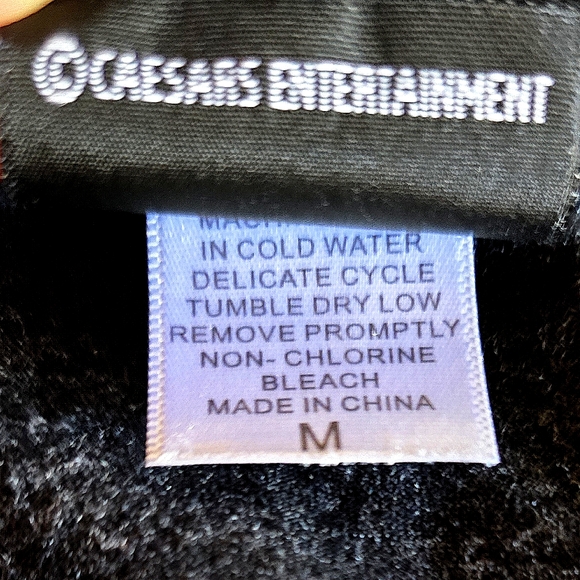 © CAESARS ENTERTAINMENT
IN COLD WATER
DELICATE CYCLE
TUMBLE DRY LOW
REMOVE PROMPTLY
NON- CHLORINE
BLEACH
MADE IN CHINA
M